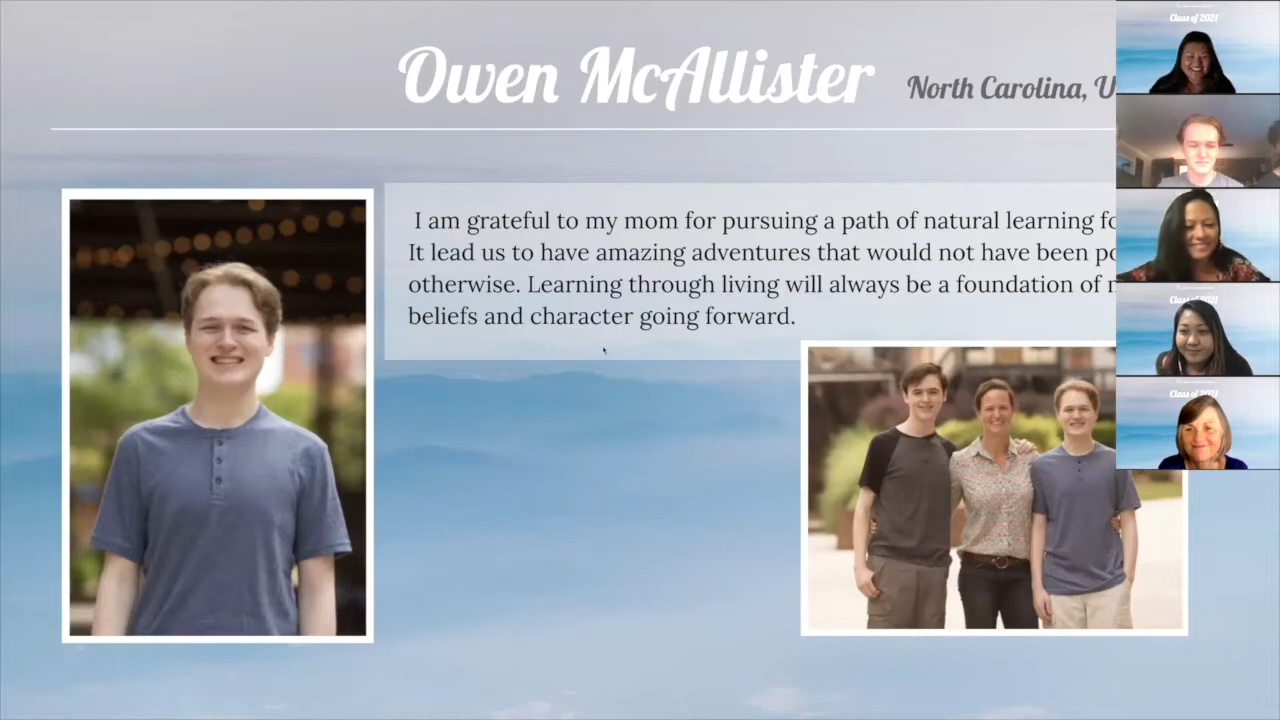 Owen McAllister
North Carolina, U
I am grateful to my mom for pursuing a path of natural learning fo
It lead us to have amazing adventures that would not have been po
otherwise. Learning through living will always be a foundation of
beliefs and character going forward.
Class of 2021
Class of 2021
Class of 2021